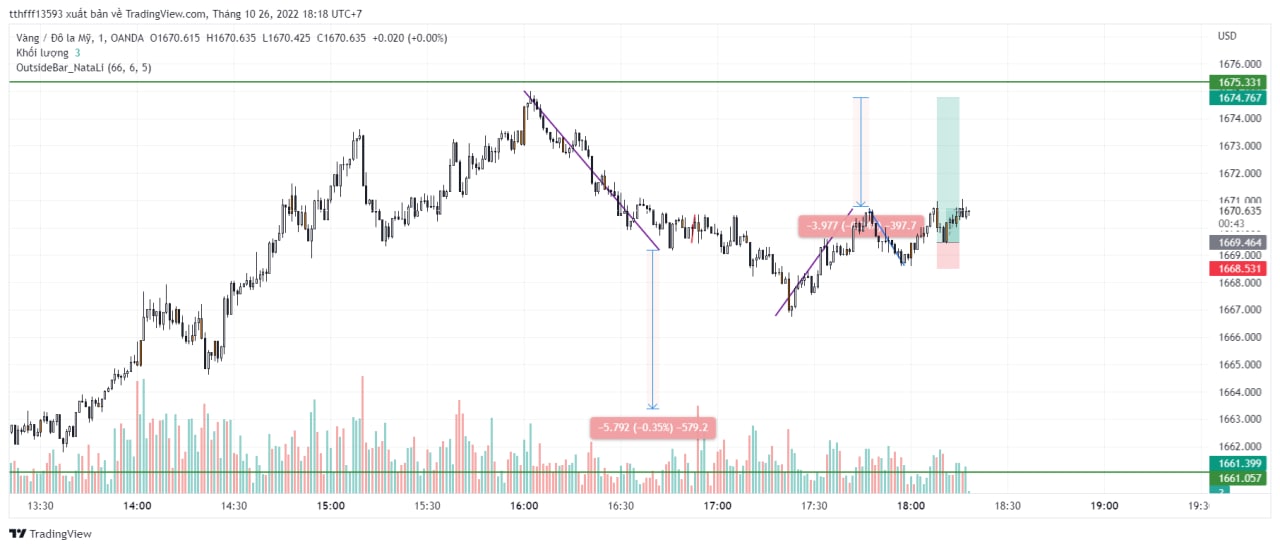 tthfff13593 xuất bản về TradingView.com, Tháng 10 26, 2022 18:18 UTC+7
Vàng / Đô la Mỹ, 1, OANDA O1670.615 H1670.635 L1670.425 C1670.635 +0.020 (+0.00%)
Khối lượng 3
OutsideBar_NataLi (66, 6, 5)
USD
1676.000
1675.331
1674.767
1674.000
1673.000
1672.000
1671.000
1670.635
00:43
1669.464
1669.000
1668.531
1668.000
1667.000
1666.000
1665.000
1664.000
1663.000
1662.000
1661.399
1661.057
−3.977 (− −397.7
−5.792 (−0.35%) −579.2
13:30 14:00 14:30 15:00 15:30 16:00 16:30 17:00 17:30 18:00 18:30 19:00 19:30
TradingView